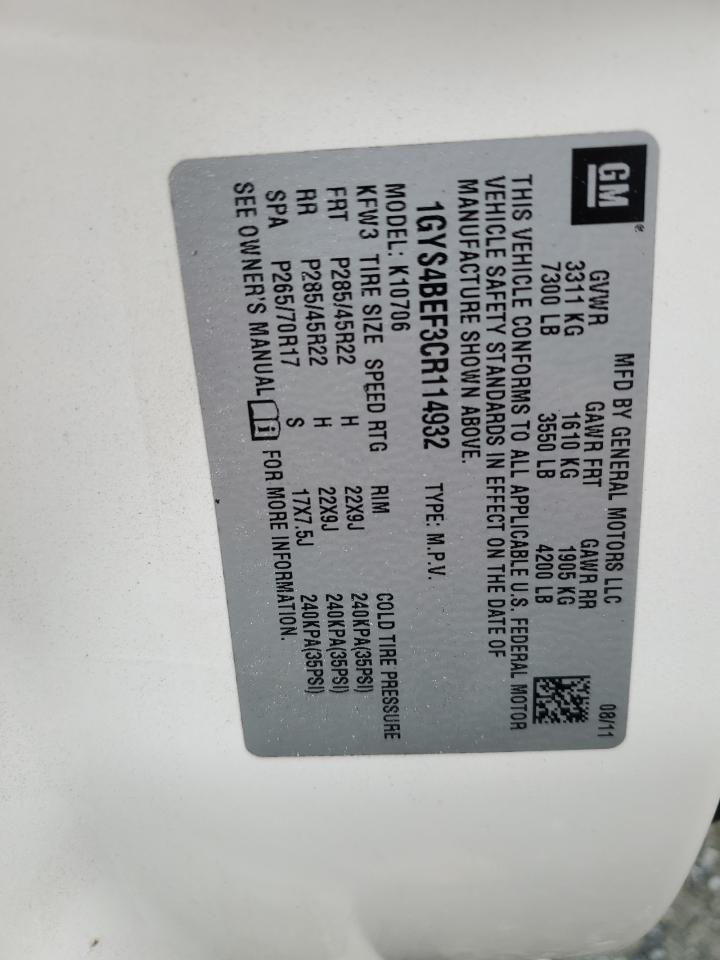 GM ®
MFD BY GENERAL MOTORS LLC 08/11
GVWR GAWR FRT GAWR RR
3311 KG 1610 KG 1905 KG
7300 LB 3550 LB 4200 LB
THIS VEHICLE CONFORMS TO ALL APPLICABLE U.S. FEDERAL MOTOR
VEHICLE SAFETY STANDARDS IN EFFECT ON THE DATE OF
MANUFACTURE SHOWN ABOVE.
1GYS4BEF3CR114932 TYPE: M.P.V.
MODEL: K10706
KFW3 TIRE SIZE SPEED RTG RIM COLD TIRE PRESSURE
FRT P285/45R22 H 22X9J 240KPA(35PSI)
RR P285/45R22 H 22X9J 240KPA(35PSI)
SPA P265/70R17 S 17X7.5J 240KPA(35PSI)
SEE OWNER'S MANUAL FOR MORE INFORMATION.